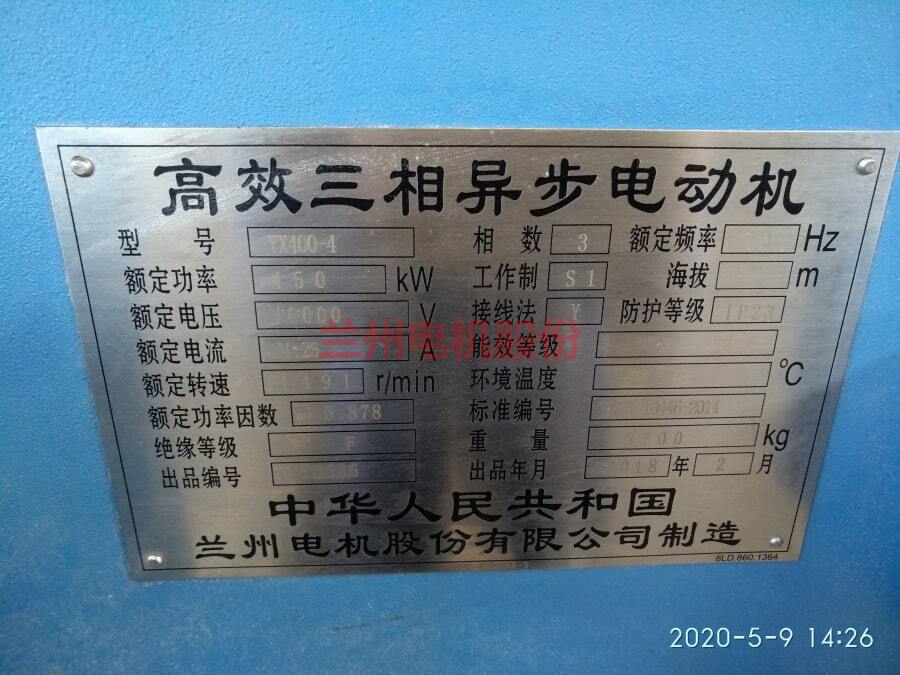 高效三相异步电动机
型号 YX400-4 相数 3 额定频率 Hz
额定功率 450 kW 工作制 S1 海拔 m
额定电压 10000 V 接线法 Y 防护等级 IP23
额定电流 A 能效等级
额定转速 1491 r/min 环境温度 ℃
额定功率因数 0.878 标准编号
绝缘等级 F 重量 kg
出品编号 出品年月 2018 年 2 月
中华人民共和国
兰州电机股份有限公司制造
8LD.860.1364
兰州电机股份
2020-5-9 14:26